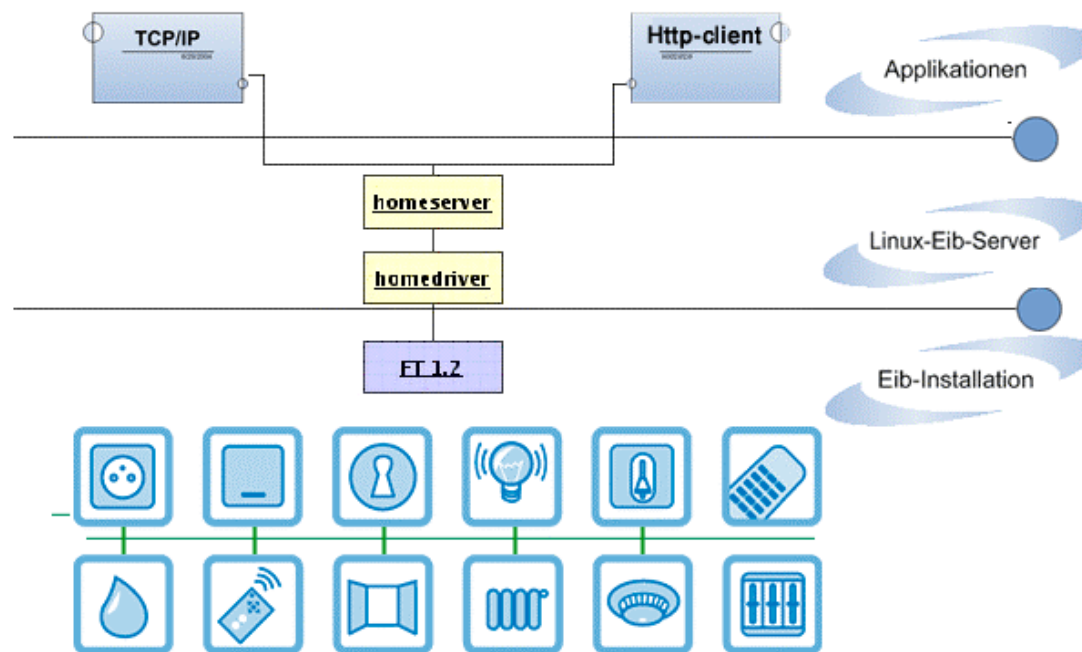 TCP/IP
Http-client
Applikationen
homeserver
Linux-Eib-Server
homedriver
FT 1.2
Eib-Installation